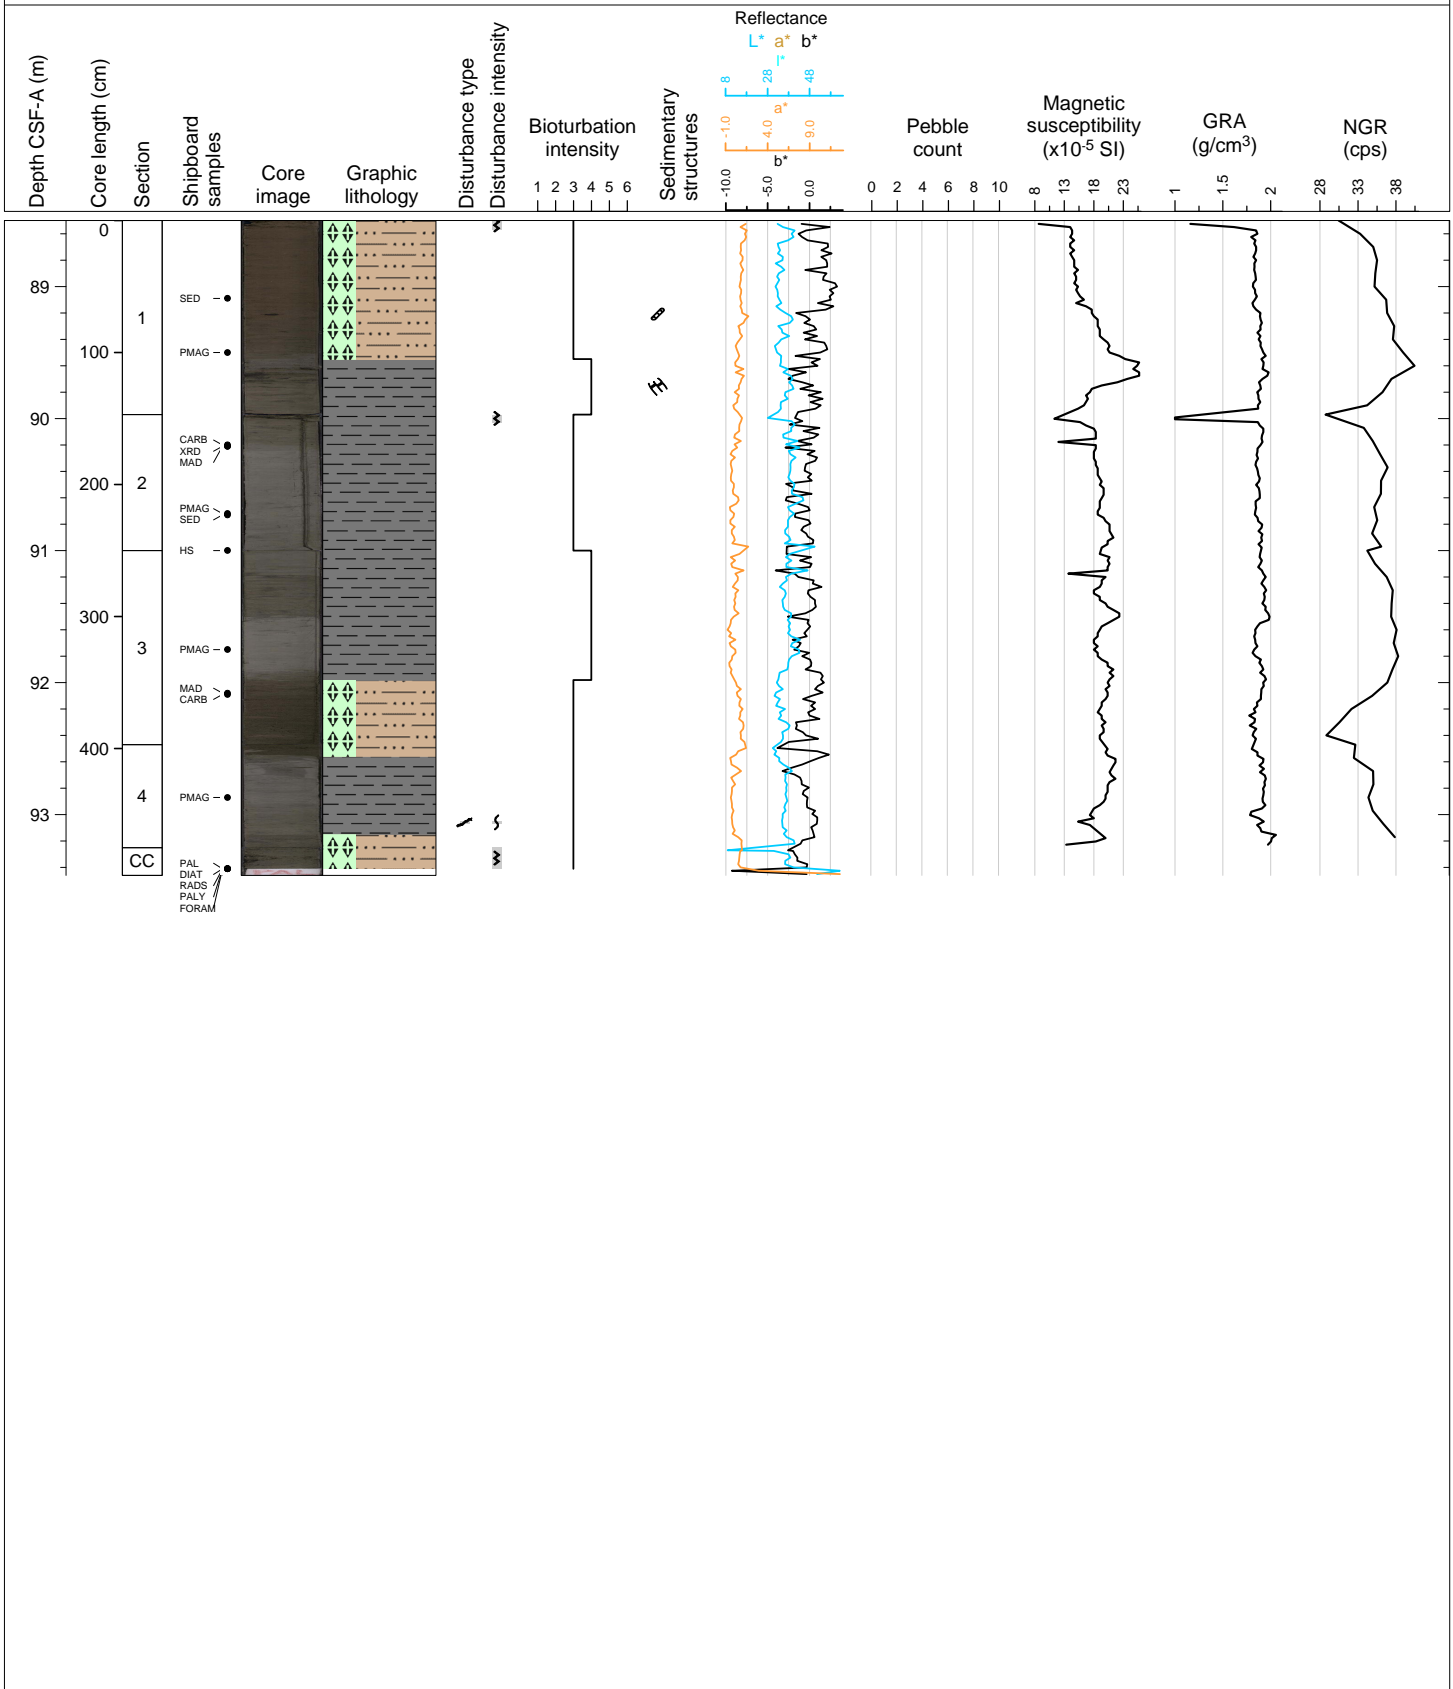 Depth CSF-A (m)
Core length (cm)
Section
Shipboard
samples
Core
image
Graphic
lithology
Disturbance type
Disturbance intensity
Bioturbation
intensity
1 2 3 4 5 6
Sedimentary
structures
Reflectance
L* a* b*
l*
8 28 48
a*
-1.0 4.0 9.0
b*
-10.0 -5.0 0.0
Pebble
count
0 2 4 6 8 10
Magnetic
susceptibility
(x10-5 SI)
8 13 18 23
GRA
(g/cm3)
1 1.5 2
NGR
(cps)
28 33 38
0
89
SED
1
100
PMAG
90
CARB
XRD
MAD
200
2
PMAG
SED
91
HS
300
3
PMAG
92
MAD
CARB
400
4
PMAG
93
CC
PAL
DIAT
RADS
PALY
FORAM